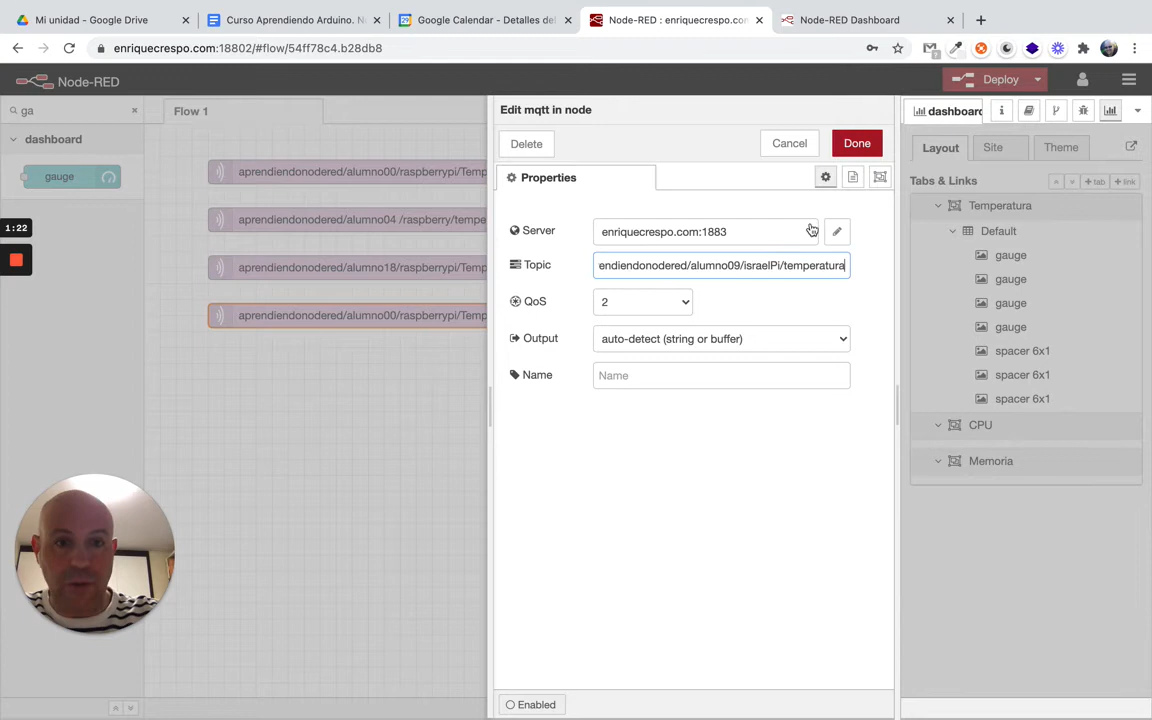 Mi unidad - Google Drive
Curso Aprendiendo Arduino. N
Google Calendar - Detalles del
Node-RED : enriquecrespo.com
Node-RED Dashboard
enriquecrespo.com:18802/#flow/54ff78c4.b28db8
Node-RED
Deploy
ga
Flow 1
Edit mqtt in node
dashboard
dashboard
Delete
Cancel
Done
Layout
Site
Theme
gauge
Properties
Tabs & Links
+tab
+link
aprendiendonodered/alumno00/raspberrypi/Temp
aprendiendonodered/alumno04 /raspberry/tempe
aprendiendonodered/alumno18/raspberrypi/Temp
aprendiendonodered/alumno00/raspberrypi/Temp
1:22
Server
enriquecrespo.com:1883
Topic
endiendonodered/alumno09/israelPi/temperatura
QoS
2
Output
auto-detect (string or buffer)
Name
Name
Temperatura
Default
gauge
gauge
gauge
gauge
spacer 6x1
spacer 6x1
spacer 6x1
CPU
Memoria
Enabled